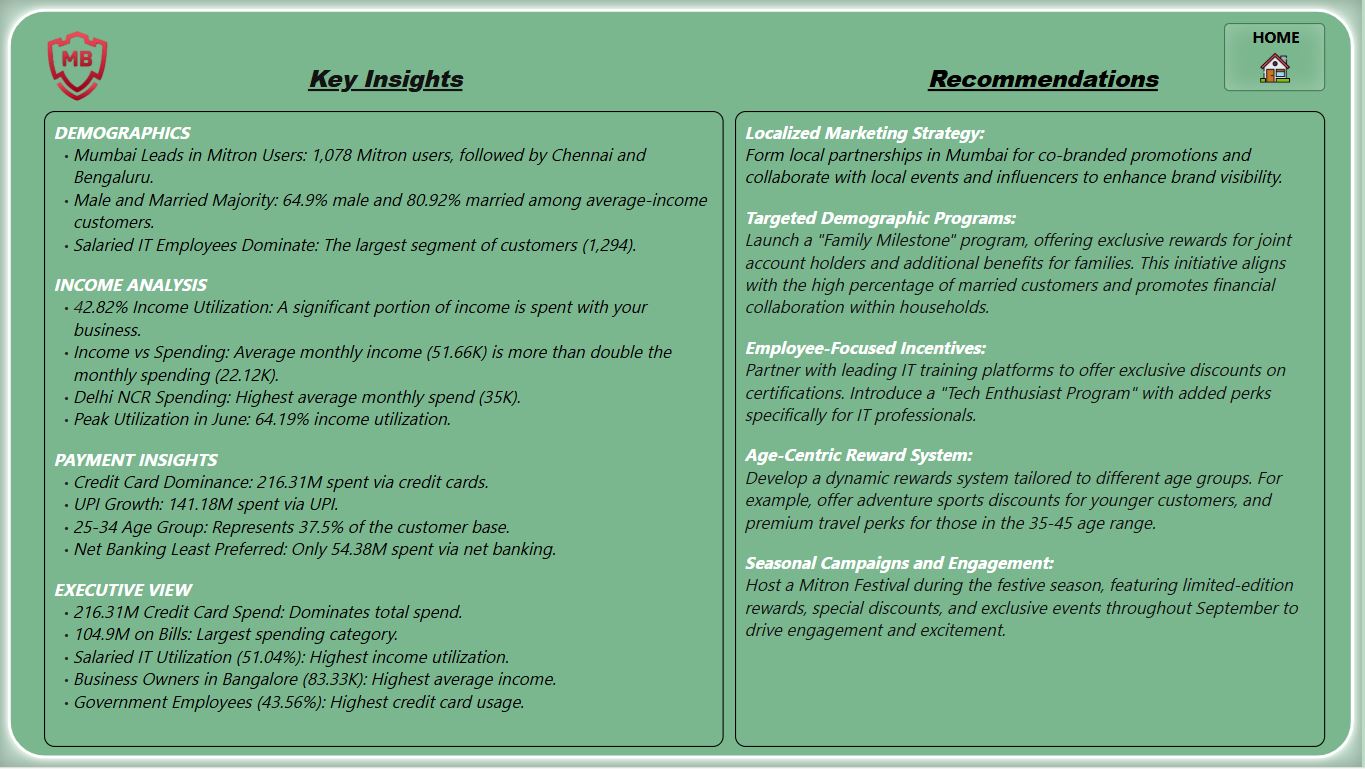 MB
HOME
Key Insights
Recommendations
DEMOGRAPHICS
• Mumbai Leads in Mitron Users: 1,078 Mitron users, followed by Chennai and
Bengaluru.
• Male and Married Majority: 64.9% male and 80.92% married among average-income
customers.
• Salaried IT Employees Dominate: The largest segment of customers (1,294).
INCOME ANALYSIS
• 42.82% Income Utilization: A significant portion of income is spent with your
business.
• Income vs Spending: Average monthly income (51.66K) is more than double the
monthly spending (22.12K).
• Delhi NCR Spending: Highest average monthly spend (35K).
• Peak Utilization in June: 64.19% income utilization.
PAYMENT INSIGHTS
• Credit Card Dominance: 216.31M spent via credit cards.
• UPI Growth: 141.18M spent via UPI.
• 25-34 Age Group: Represents 37.5% of the customer base.
• Net Banking Least Preferred: Only 54.38M spent via net banking.
EXECUTIVE VIEW
• 216.31M Credit Card Spend: Dominates total spend.
• 104.9M on Bills: Largest spending category.
• Salaried IT Utilization (51.04%): Highest income utilization.
• Business Owners in Bangalore (83.33K): Highest average income.
• Government Employees (43.56%): Highest credit card usage.
Localized Marketing Strategy:
Form local partnerships in Mumbai for co-branded promotions and
collaborate with local events and influencers to enhance brand visibility.
Targeted Demographic Programs:
Launch a "Family Milestone" program, offering exclusive rewards for joint
account holders and additional benefits for families. This initiative aligns
with the high percentage of married customers and promotes financial
collaboration within households.
Employee-Focused Incentives:
Partner with leading IT training platforms to offer exclusive discounts on
certifications. Introduce a "Tech Enthusiast Program" with added perks
specifically for IT professionals.
Age-Centric Reward System:
Develop a dynamic rewards system tailored to different age groups. For
example, offer adventure sports discounts for younger customers, and
premium travel perks for those in the 35-45 age range.
Seasonal Campaigns and Engagement:
Host a Mitron Festival during the festive season, featuring limited-edition
rewards, special discounts, and exclusive events throughout September to
drive engagement and excitement.